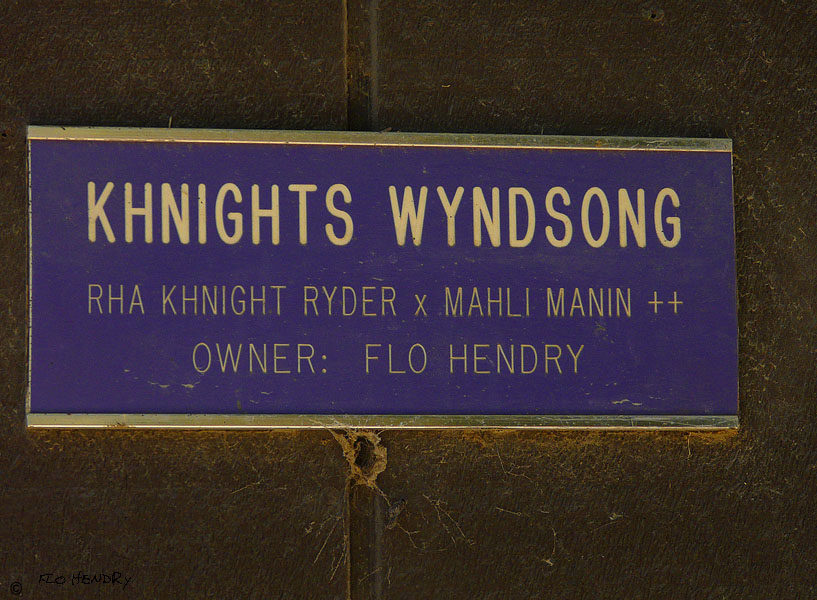 KHNIGHTS WYNDSONG
RHA KHNIGHT RYDER x MAHLI MANIN ++
OWNER: FLO HENDRY
© FLO HENDRY